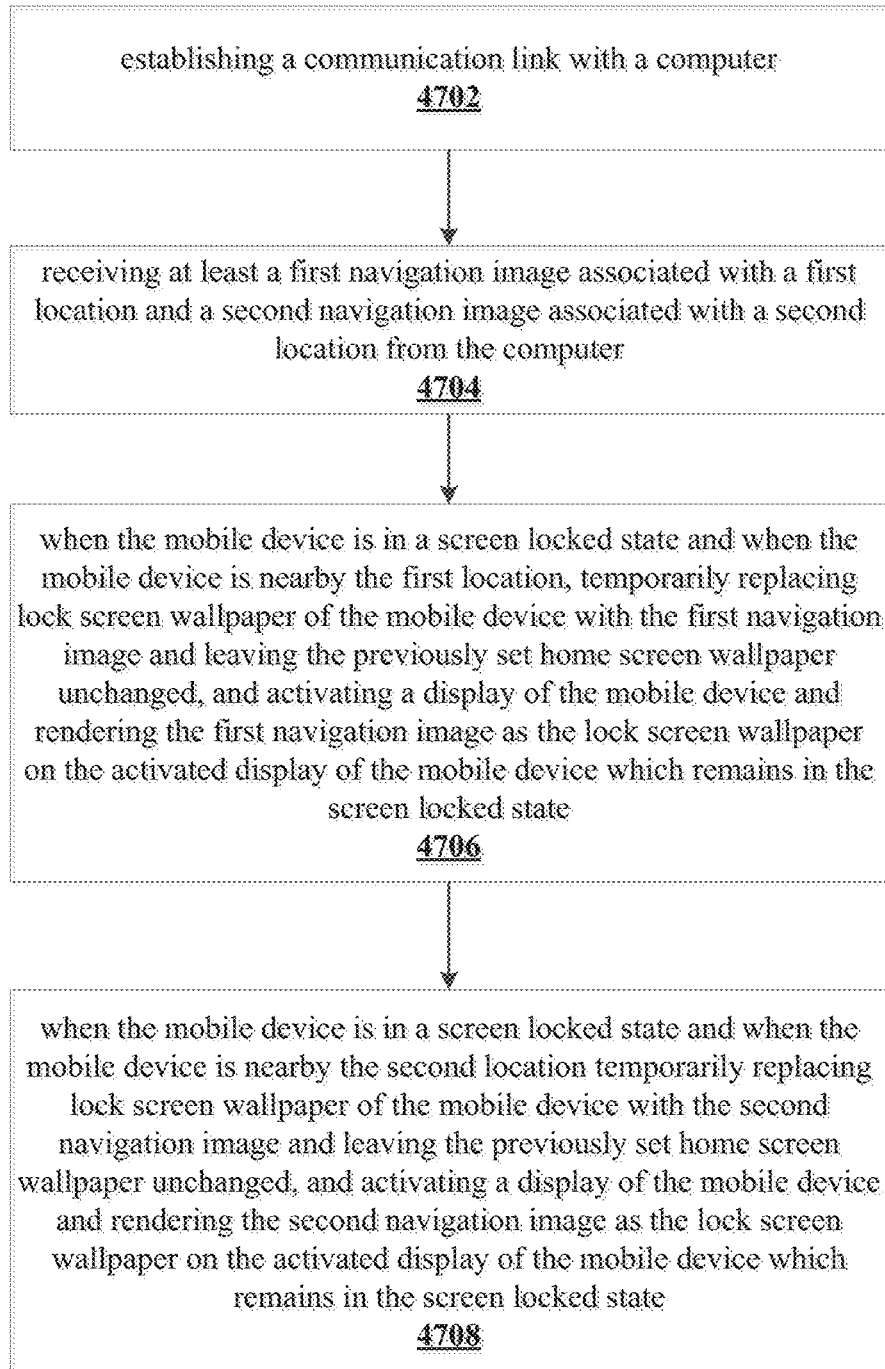 establishing a communication link with a computer
4702
receiving at least a first navigation image associated with a first
location and a second navigation image associated with a second
location from the computer
4704
when the mobile device is in a screen locked state and when the
mobile device is nearby the first location, temporarily replacing
lock screen wallpaper of the mobile device with the first navigation
image and leaving the previously set home screen wallpaper
unchanged, and activating a display of the mobile device and
rendering the first navigation image as the lock screen wallpaper
on the activated display of the mobile device which remains in the
screen locked state
4706
when the mobile device is in a screen locked state and when the
mobile device is nearby the second location temporarily replacing
lock screen wallpaper of the mobile device with the second
navigation image and leaving the previously set home screen
wallpaper unchanged, and activating a display of the mobile device
and rendering the second navigation image as the lock screen
wallpaper on the activated display of the mobile device which
remains in the screen locked state
4708